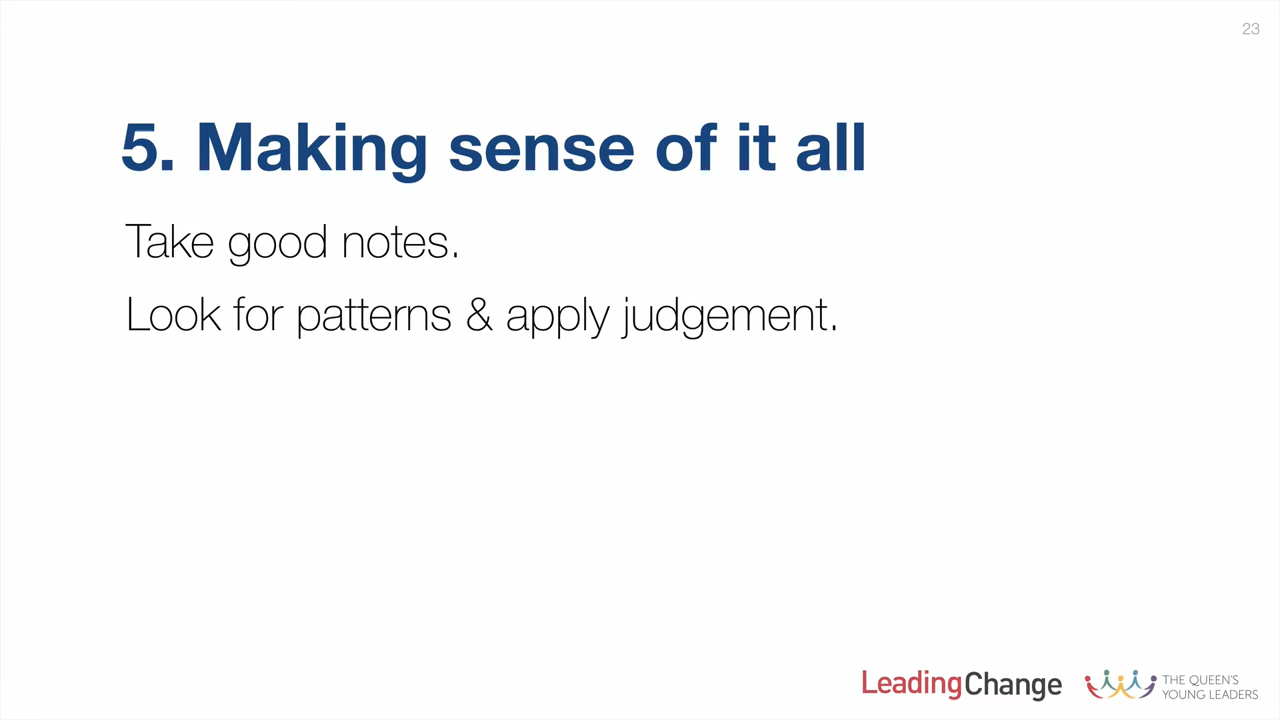 23
5. Making sense of it all
Take good notes.
Look for patterns & apply judgement.
LeadingChange
THE QUEEN'S
YOUNG LEADERS